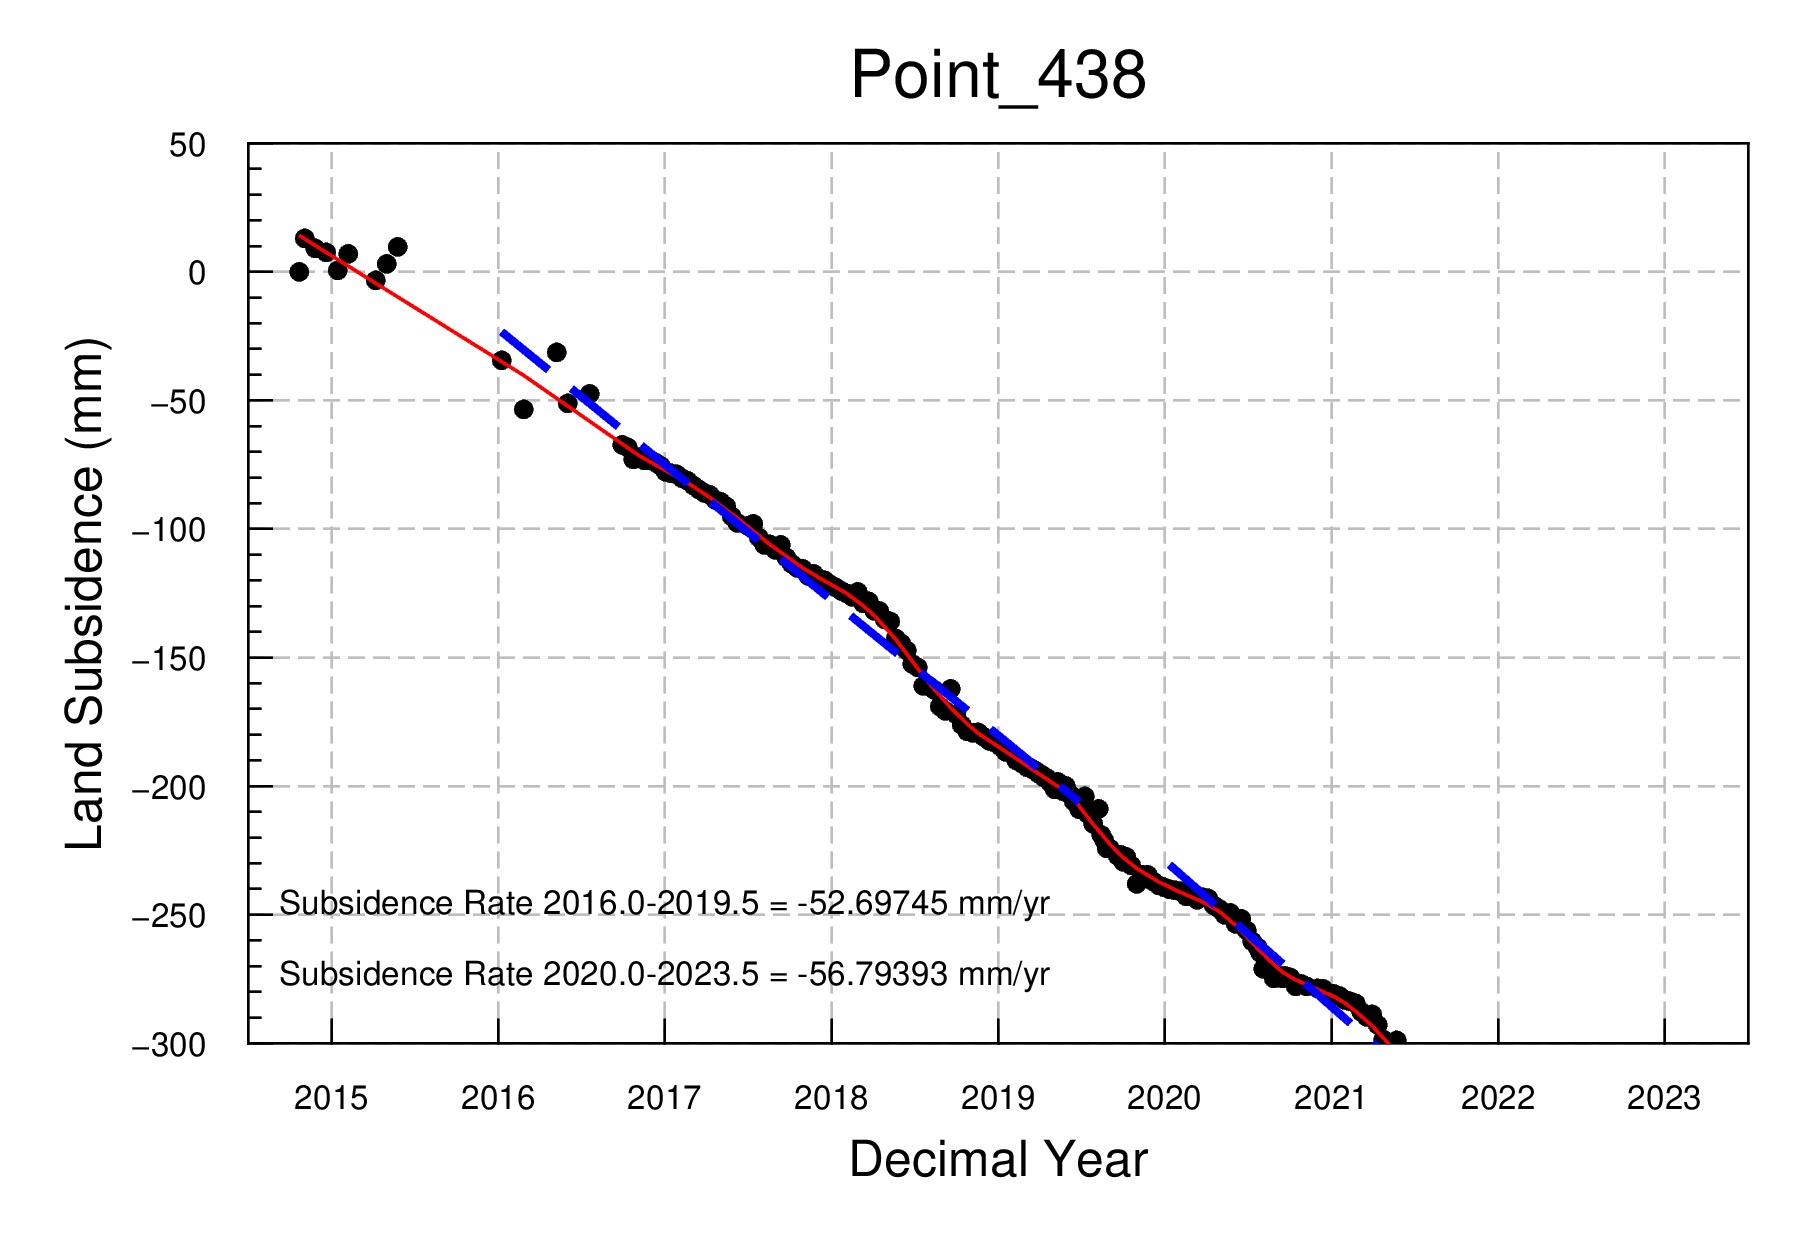 Point_438
50
0
−50
−100
−150
−200
−250
−300
Land Subsidence (mm)
Subsidence Rate 2016.0-2019.5 = -52.69745 mm/yr
Subsidence Rate 2020.0-2023.5 = -56.79393 mm/yr
2015 2016 2017 2018 2019 2020 2021 2022 2023
Decimal Year